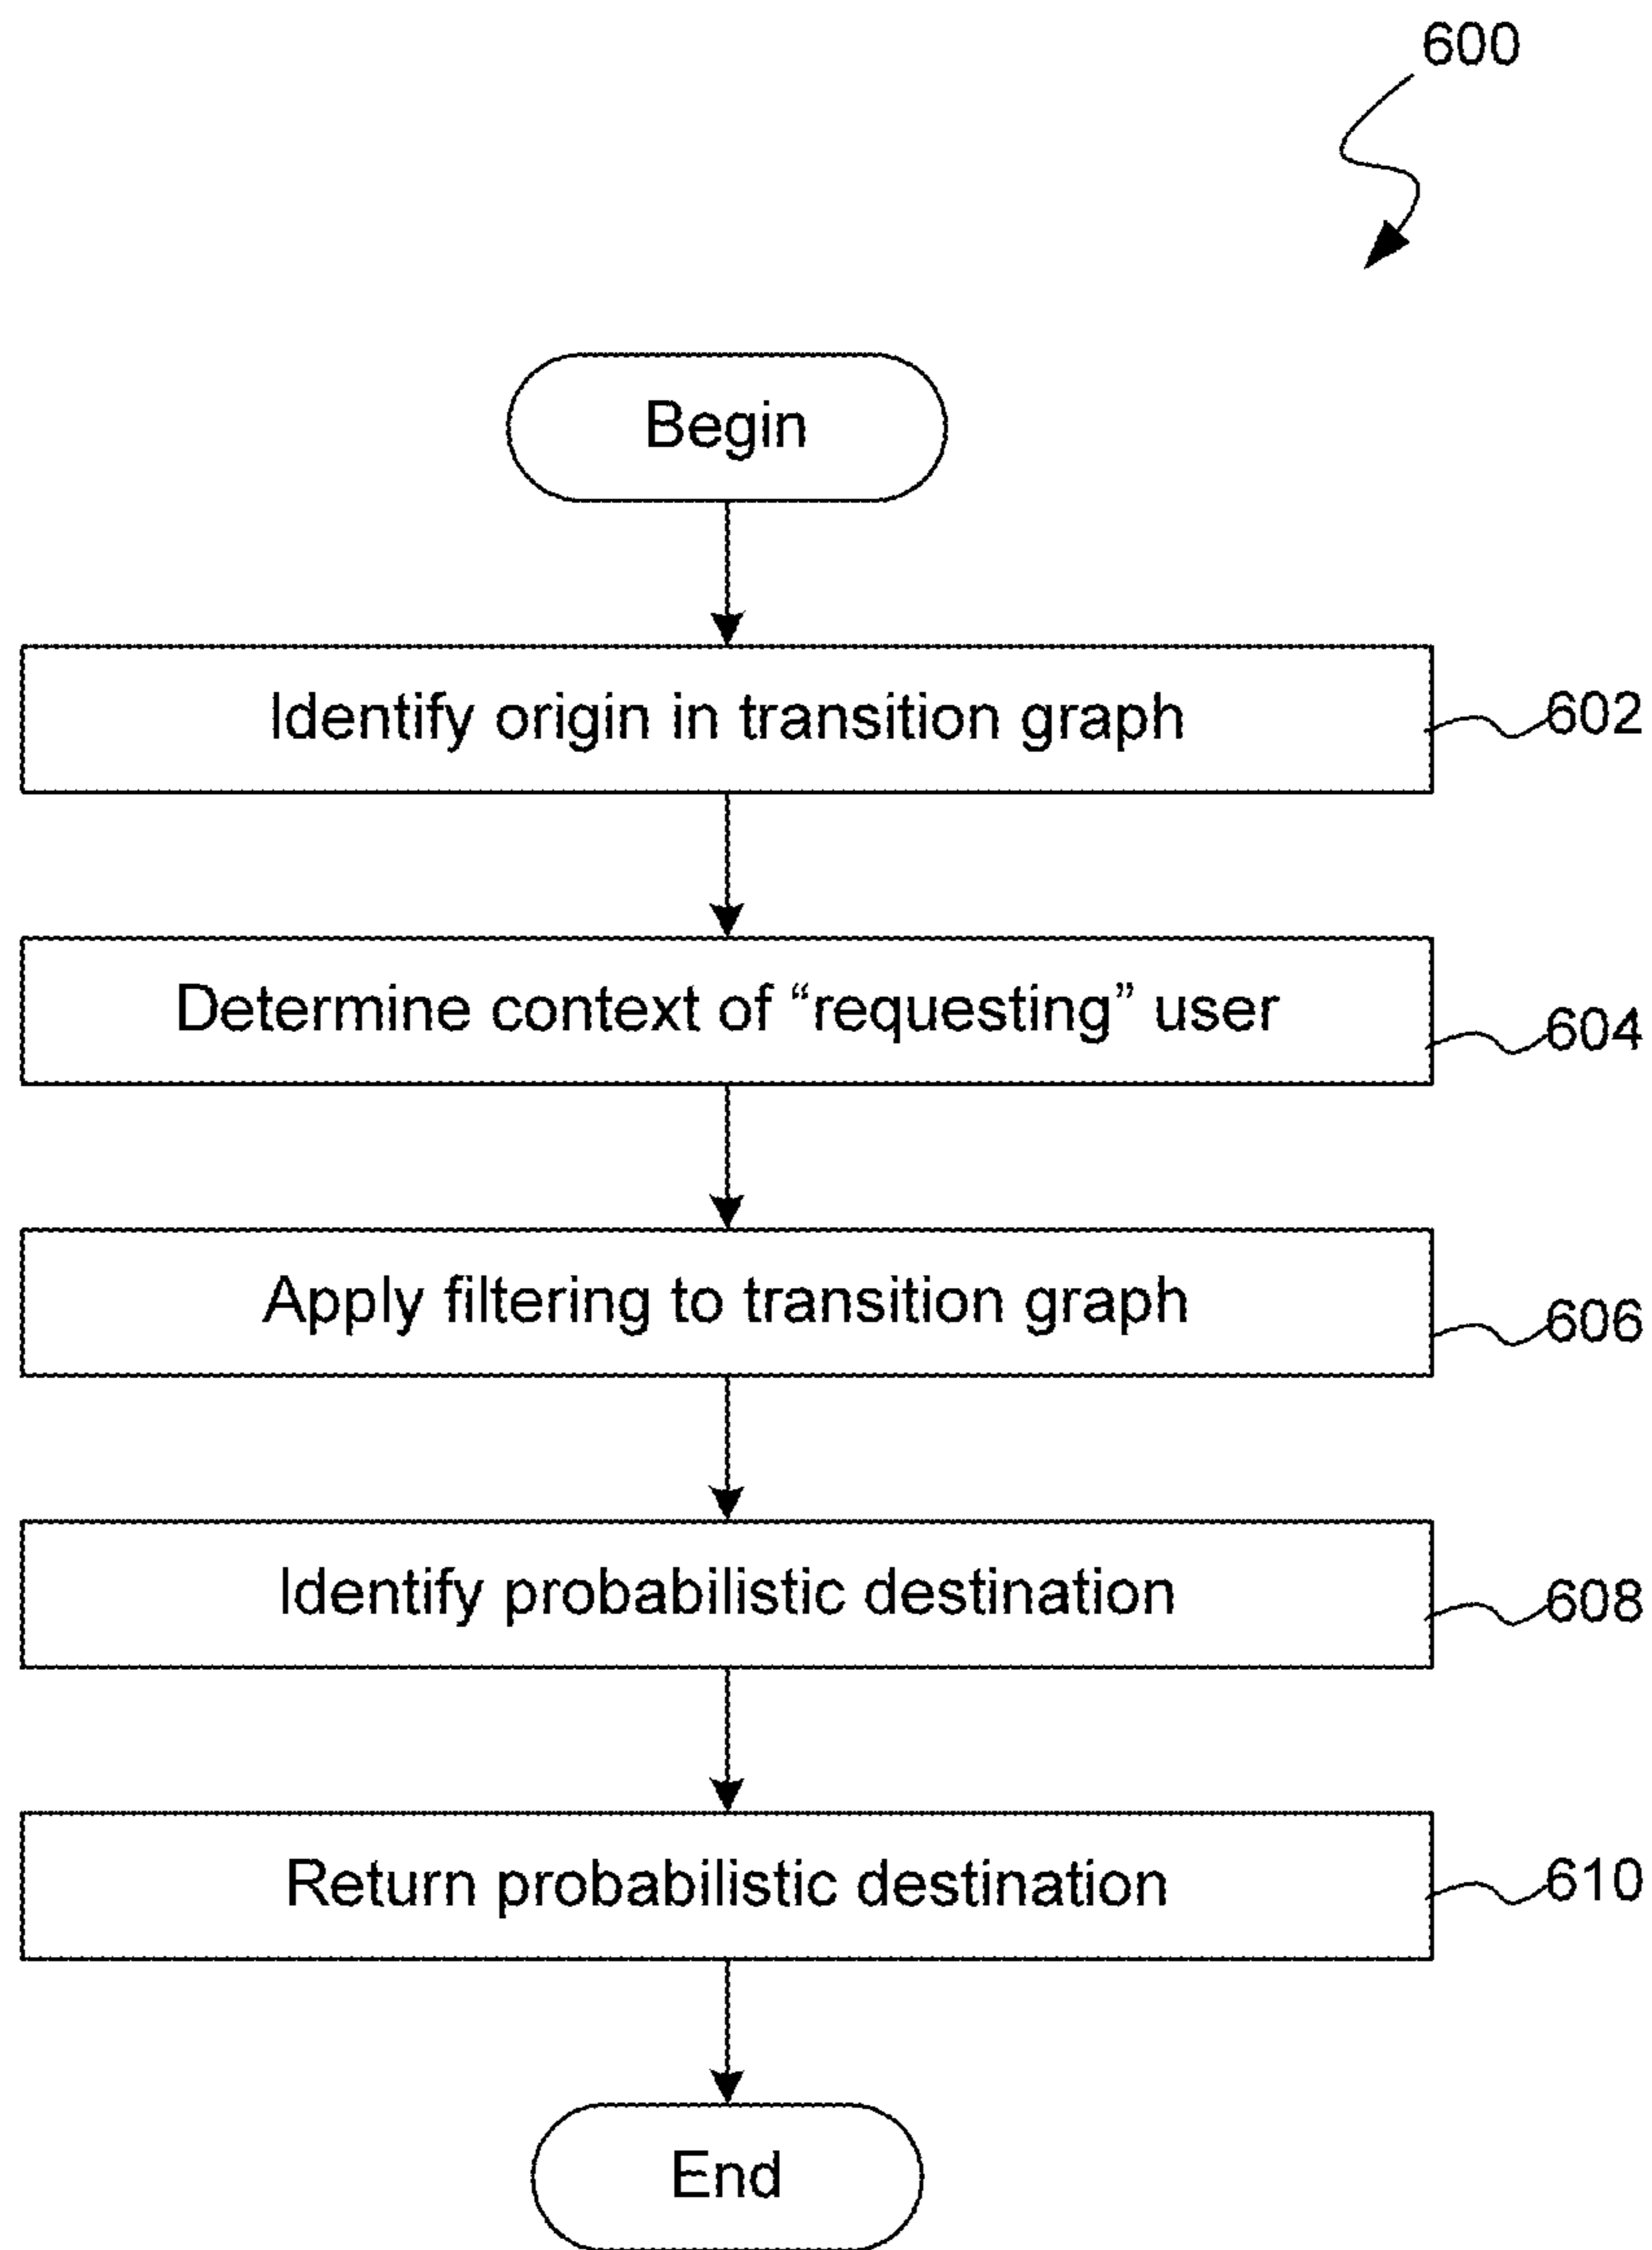 600
Begin
Identify origin in transition graph
602
Determine context of “requesting” user
604
Apply filtering to transition graph
606
Identify probabilistic destination
608
Return probabilistic destination
610
End